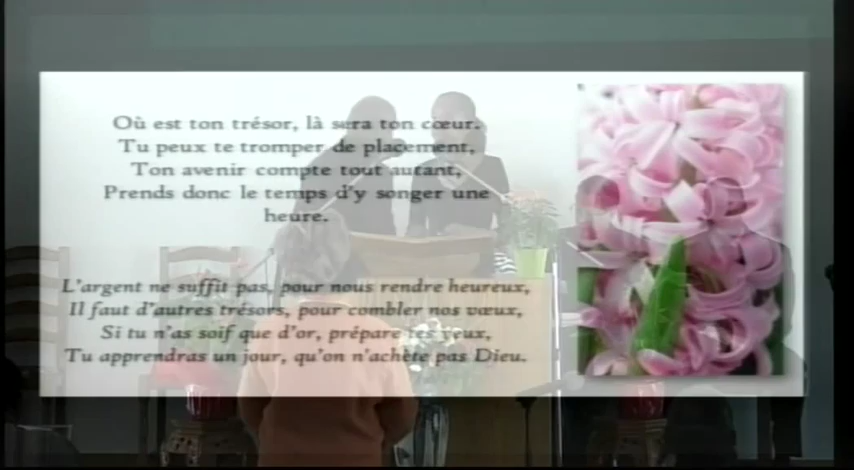 Où est ton trésor, là sera ton cœur.
Tu peux te tromper de placement,
Ton avenir compte tout autant,
Prends donc le temps d'y songer une
heure.
L'argent ne suffit pas, pour nous rendre heureux,
Il faut d'autres trésors, pour combler nos vœux,
Si tu n'as soif que d'or, prépare tes yeux,
Tu apprendras un jour, qu'on n'achète pas Dieu.